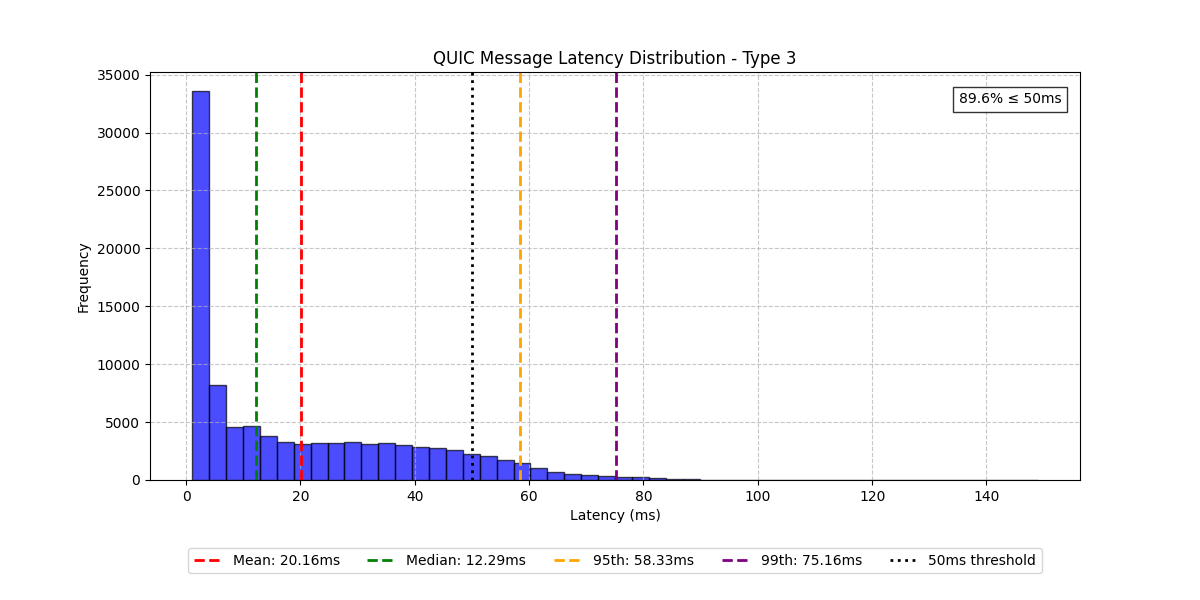 QUIC Message Latency Distribution - Type 3
35000
30000
25000
20000
15000
10000
5000
0
Frequency
89.6% ≤ 50ms
0 20 40 60 80 100 120 140
Latency (ms)
Mean: 20.16ms Median: 12.29ms 95th: 58.33ms 99th: 75.16ms 50ms threshold